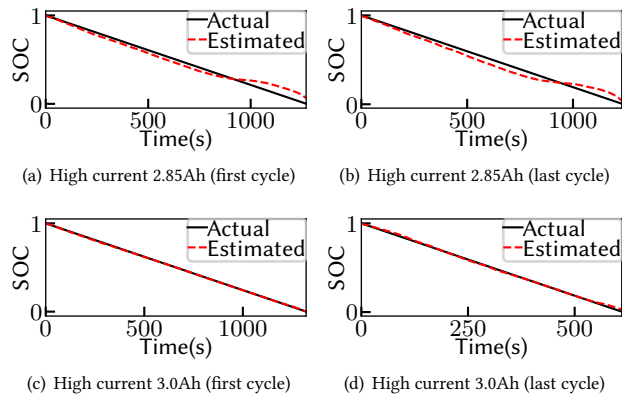 1
Actual
Estimated
SOC
0
0
500
1000
Time(s)
(a) High current 2.85Ah (first cycle)
1
Actual
Estimated
SOC
0
0
500
1000
Time(s)
(b) High current 2.85Ah (last cycle)
1
Actual
Estimated
SOC
0
0
500
1000
Time(s)
(c) High current 3.0Ah (first cycle)
1
Actual
Estimated
SOC
0
0
250
500
Time(s)
(d) High current 3.0Ah (last cycle)